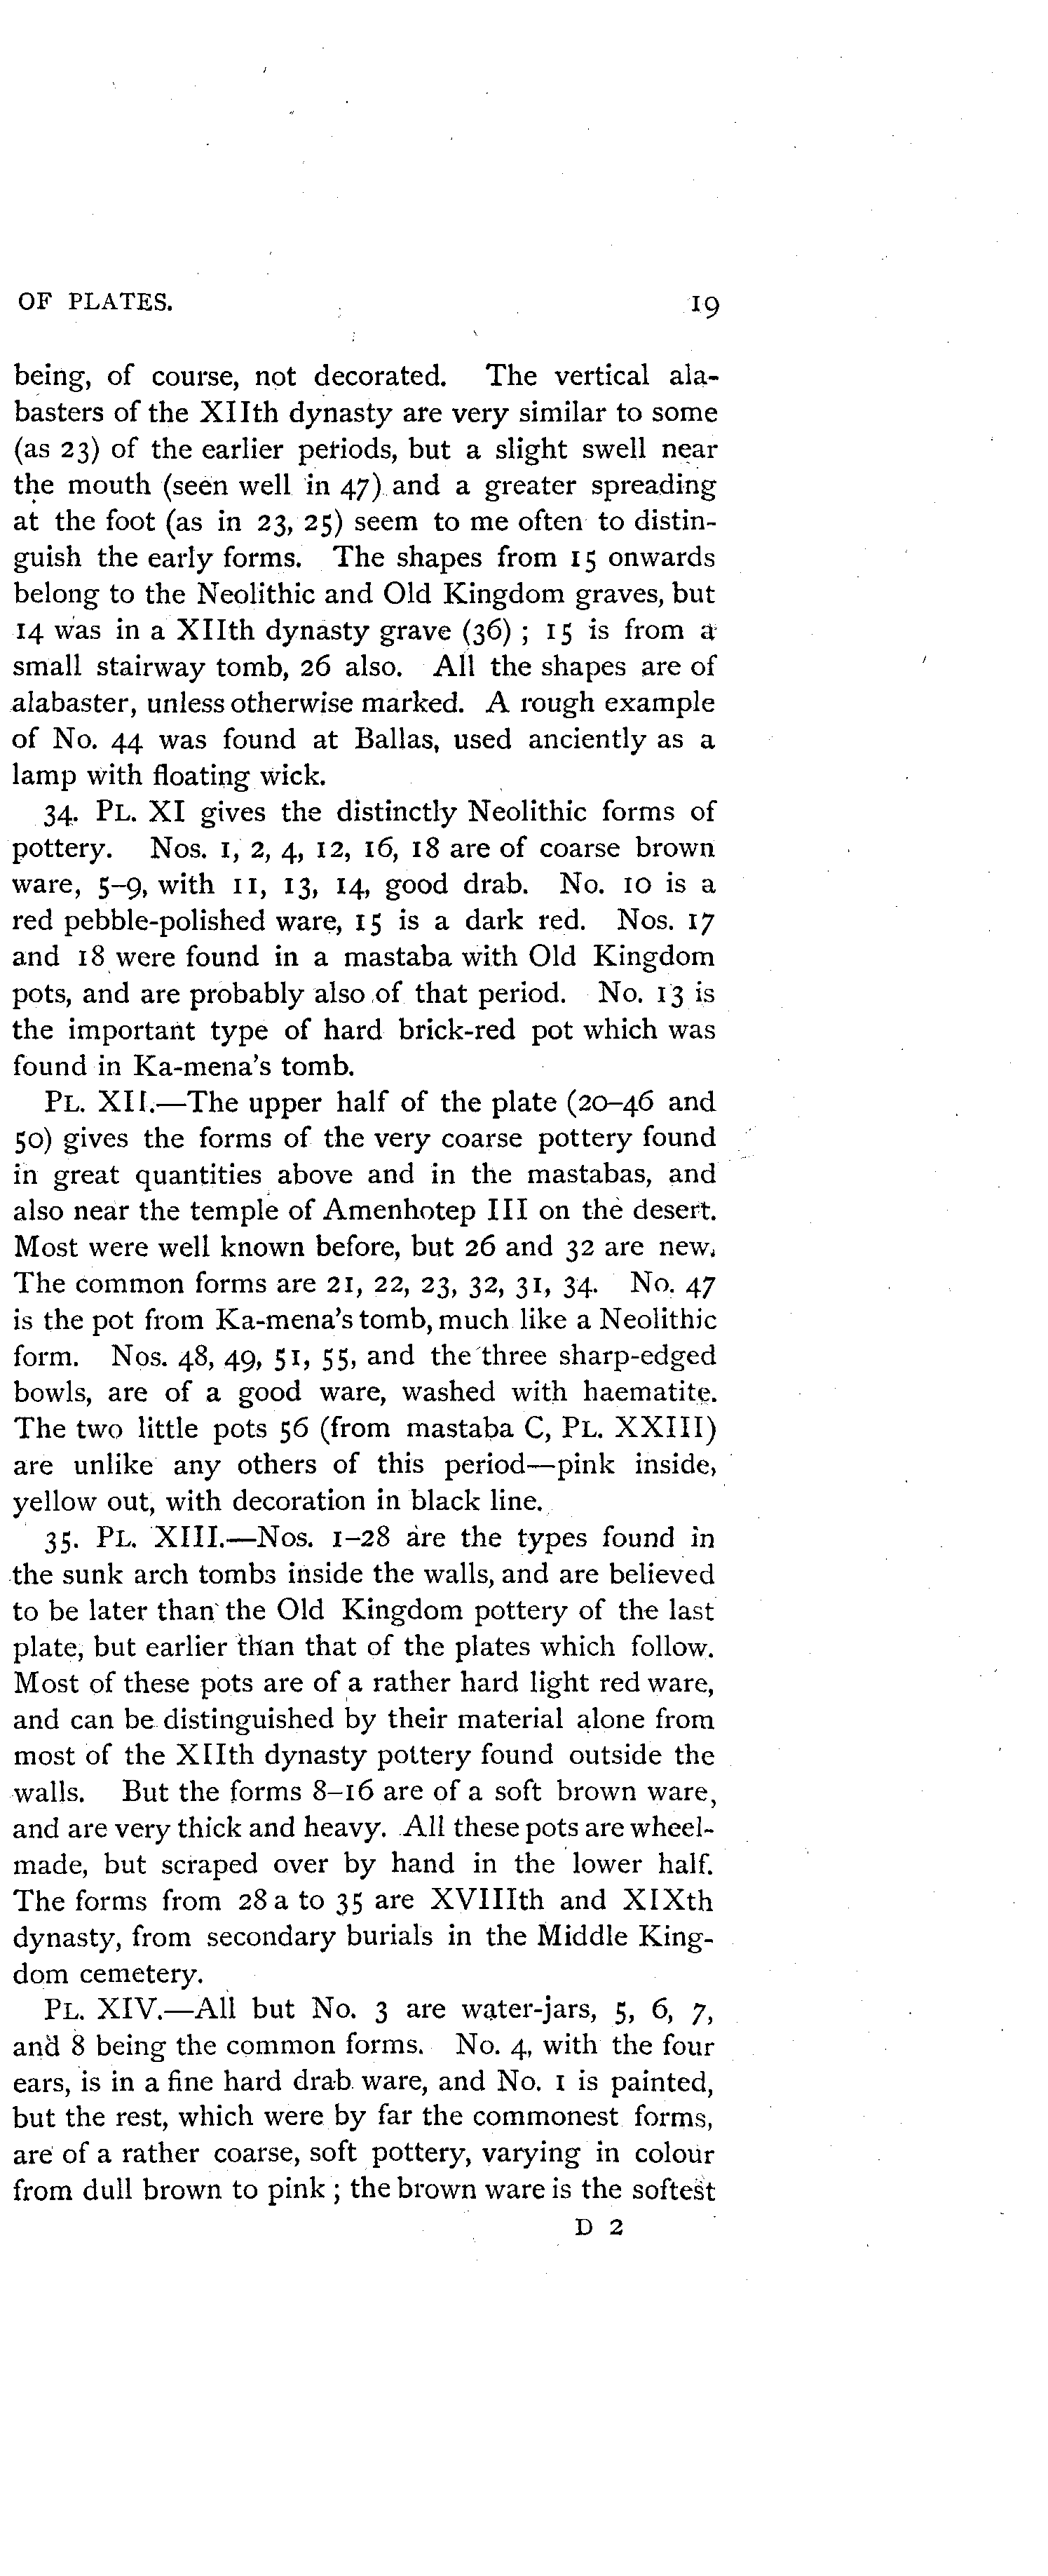 OF PLATES. 19
being, of course, not decorated. The vertical ala-
basters of the XIIth dynasty are very similar to some
(as 23) of the earlier periods, but a slight swell near
the mouth (seen well in 47) and a greater spreading
at the foot (as in 23, 25) seem to me often to distin-
guish the early forms. The shapes from 15 onwards
belong to the Neolithic and Old Kingdom graves, but
14 was in a XIIth dynasty grave (36) ; 15 is from a
small stairway tomb, 26 also. All the shapes are of
alabaster, unless otherwise marked. A rough example
of No. 44 was found at Ballas, used anciently as a
lamp with floating wick.
34. PL. XI gives the distinctly Neolithic forms of
pottery. Nos. 1, 2, 4, 12, 16, 18 are of coarse brown
ware, 5–9, with 11, 13, 14, good drab. No. 10 is a
red pebble-polished ware, 15 is a dark red. Nos. 17
and 18 were found in a mastaba with Old Kingdom
pots, and are probably also of that period. No. 13 is
the important type of hard brick-red pot which was
found in Ka-mena's tomb.
PL. XII.—The upper half of the plate (20–46 and
50) gives the forms of the very coarse pottery found
in great quantities above and in the mastabas, and
also near the temple of Amenhotep III on the desert.
Most were well known before, but 26 and 32 are new.
The common forms are 21, 22, 23, 32, 31, 34. No. 47
is the pot from Ka-mena's tomb, much like a Neolithic
form. Nos. 48, 49, 51, 55, and the three sharp-edged
bowls, are of a good ware, washed with haematite.
The two little pots 56 (from mastaba C, PL. XXIII)
are unlike any others of this period—pink inside,
yellow out, with decoration in black line.
35. PL. XIII.—Nos. 1–28 are the types found in
the sunk arch tombs inside the walls, and are believed
to be later than the Old Kingdom pottery of the last
plate, but earlier than that of the plates which follow.
Most of these pots are of a rather hard light red ware,
and can be distinguished by their material alone from
most of the XIIth dynasty pottery found outside the
walls. But the forms 8–16 are of a soft brown ware,
and are very thick and heavy. All these pots are wheel-
made, but scraped over by hand in the lower half.
The forms from 28 a to 35 are XVIIIth and XIXth
dynasty, from secondary burials in the Middle King-
dom cemetery.
PL. XIV.—All but No. 3 are water-jars, 5, 6, 7,
and 8 being the common forms. No. 4, with the four
ears, is in a fine hard drab ware, and No. 1 is painted,
but the rest, which were by far the commonest forms,
are of a rather coarse, soft pottery, varying in colour
from dull brown to pink ; the brown ware is the softest
D 2